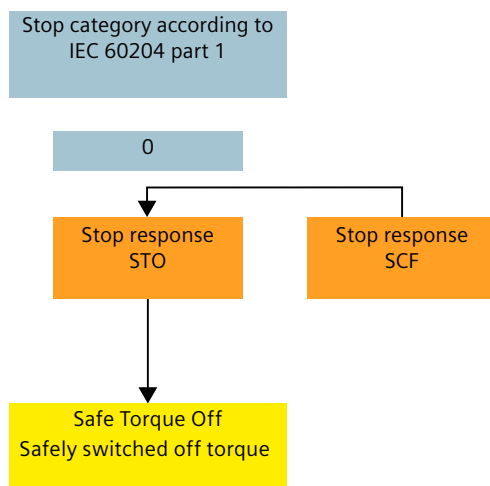 Stop category according to
IEC 60204 part 1
0
Stop response
STO
Stop response
SCF
Safe Torque Off
Safely switched off torque